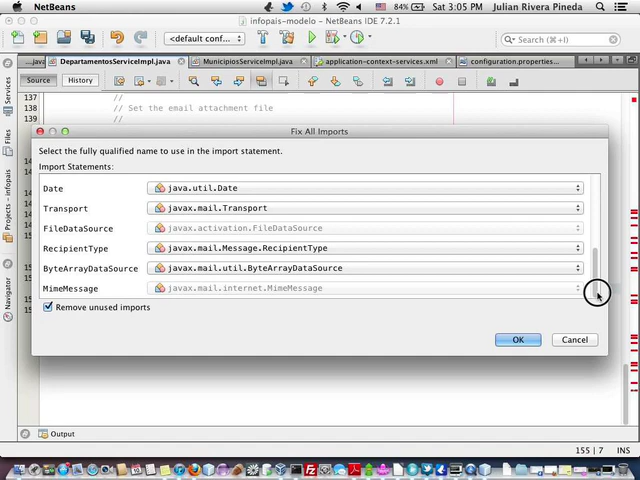 NetBeans
84%
Sat 3:05 PM
Julian Rivera Pineda
infopais-modelo – NetBeans IDE 7.2.1
<default conf...
Search (⌘+I)
...java
DepartamentosServiceImpl.java
MunicipiosServiceImpl.java
application-context-services.xml
configuration.properties...
Source
History
Services
Projects - infopais
Files
Navigator
137
//
138
// Set the email attachment file
139
//
Fix All Imports
Select the fully qualified name to use in the import statement.
Import Statements:
Date
java.util.Date
Transport
javax.mail.Transport
FileDataSource
javax.activation.FileDataSource
RecipientType
javax.mail.Message.RecipientType
ByteArrayDataSource
javax.mail.util.ByteArrayDataSource
MimeMessage
javax.mail.internet.MimeMessage
Remove unused imports
OK
Cancel
Output
155 | 7
INS